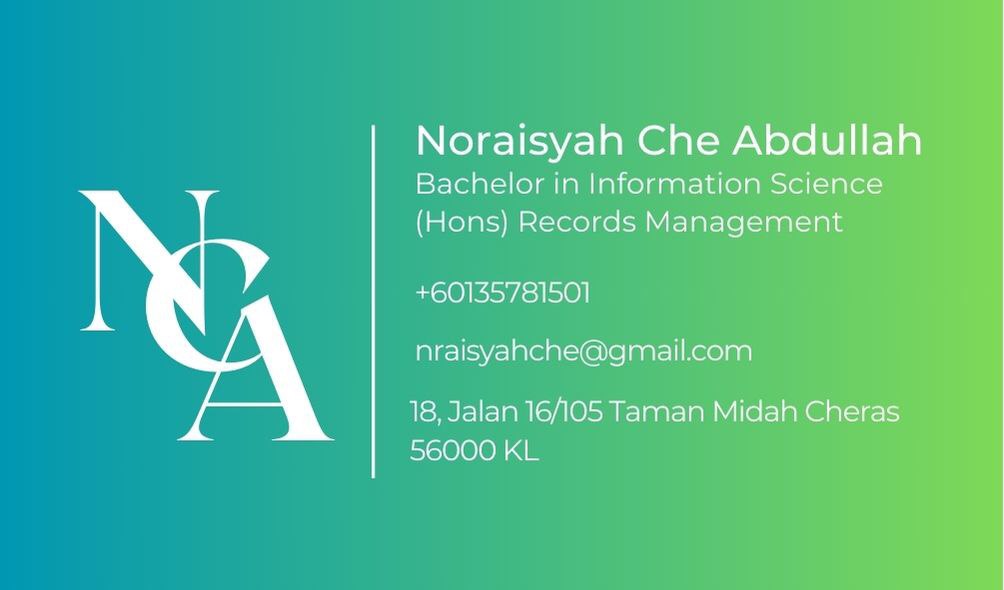 NCA
Noraisyah Che Abdullah
Bachelor in Information Science
(Hons) Records Management
+60135781501
nraisyahche@gmail.com
18, Jalan 16/105 Taman Midah Cheras
56000 KL